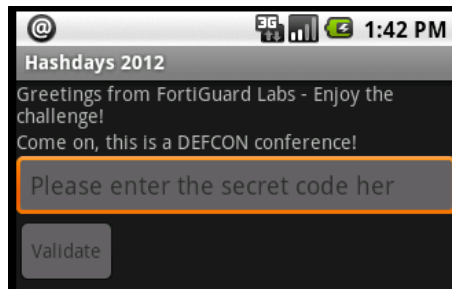 @ 3G 1:42 PM
Hashdays 2012
Greetings from FortiGuard Labs - Enjoy the
challenge!
Come on, this is a DEFCON conference!
Please enter the secret code her
Validate